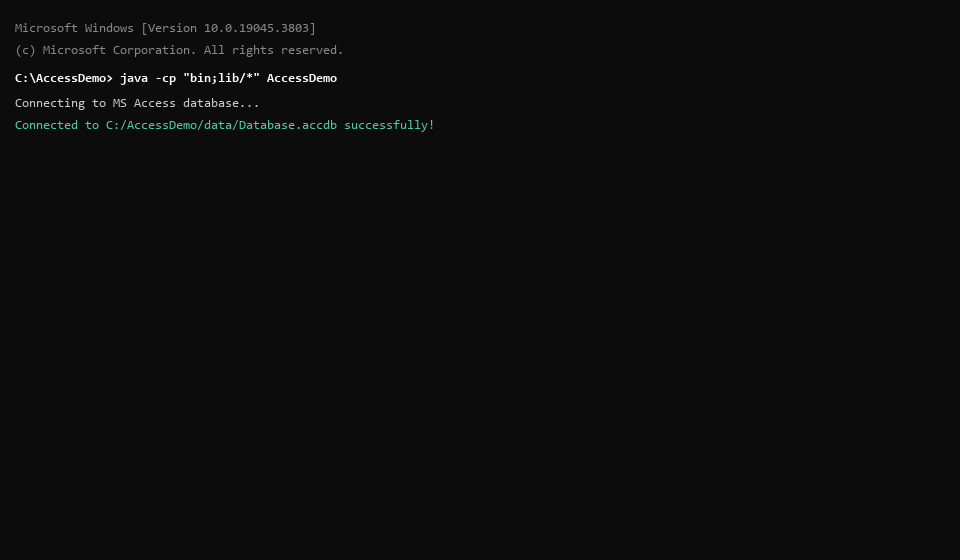 Microsoft Windows [Version 10.0.19045.3803]
(c) Microsoft Corporation. All rights reserved.
C:\AccessDemo> java -cp "bin;lib/*" AccessDemo
Connecting to MS Access database...
Connected to C:/AccessDemo/data/Database.accdb successfully!